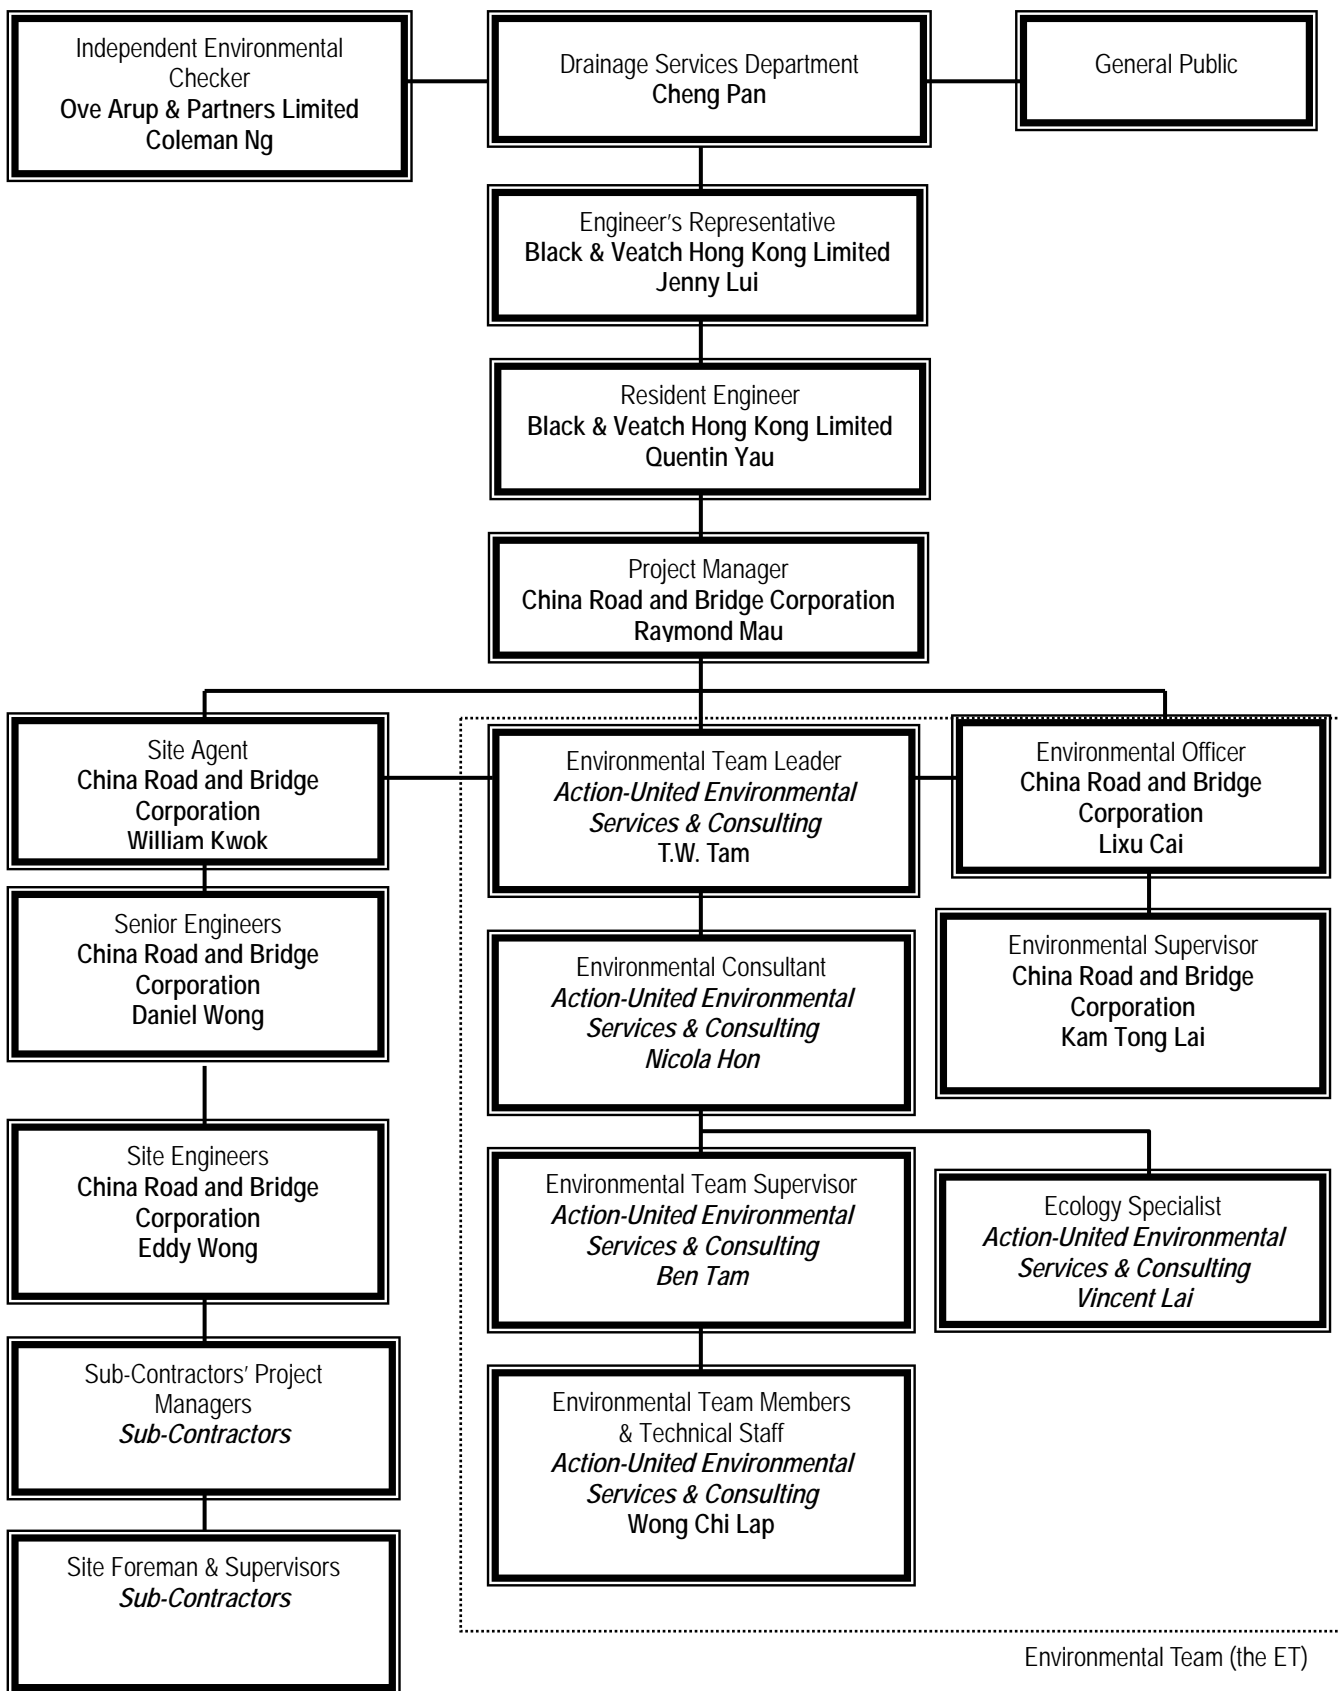 Independent Environmental
Checker
Ove Arup & Partners Limited
Coleman Ng
Drainage Services Department
Cheng Pan
General Public
Engineer's Representative
Black & Veatch Hong Kong Limited
Jenny Lui
Resident Engineer
Black & Veatch Hong Kong Limited
Quentin Yau
Project Manager
China Road and Bridge Corporation
Raymond Mau
Site Agent
China Road and Bridge
Corporation
William Kwok
Environmental Team Leader
Action-United Environmental
Services & Consulting
T.W. Tam
Environmental Officer
China Road and Bridge
Corporation
Lixu Cai
Senior Engineers
China Road and Bridge
Corporation
Daniel Wong
Environmental Consultant
Action-United Environmental
Services & Consulting
Nicola Hon
Environmental Supervisor
China Road and Bridge
Corporation
Kam Tong Lai
Site Engineers
China Road and Bridge
Corporation
Eddy Wong
Environmental Team Supervisor
Action-United Environmental
Services & Consulting
Ben Tam
Ecology Specialist
Action-United Environmental
Services & Consulting
Vincent Lai
Sub-Contractors' Project
Managers
Sub-Contractors
Environmental Team Members
& Technical Staff
Action-United Environmental
Services & Consulting
Wong Chi Lap
Site Foreman & Supervisors
Sub-Contractors
Environmental Team (the ET)